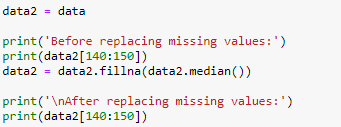 data2 = data
print('Before replacing missing values:')
print(data2[140:150])
data2 = data2.fillna(data2.median())
print('\nAfter replacing missing values:')
print(data2[140:150])